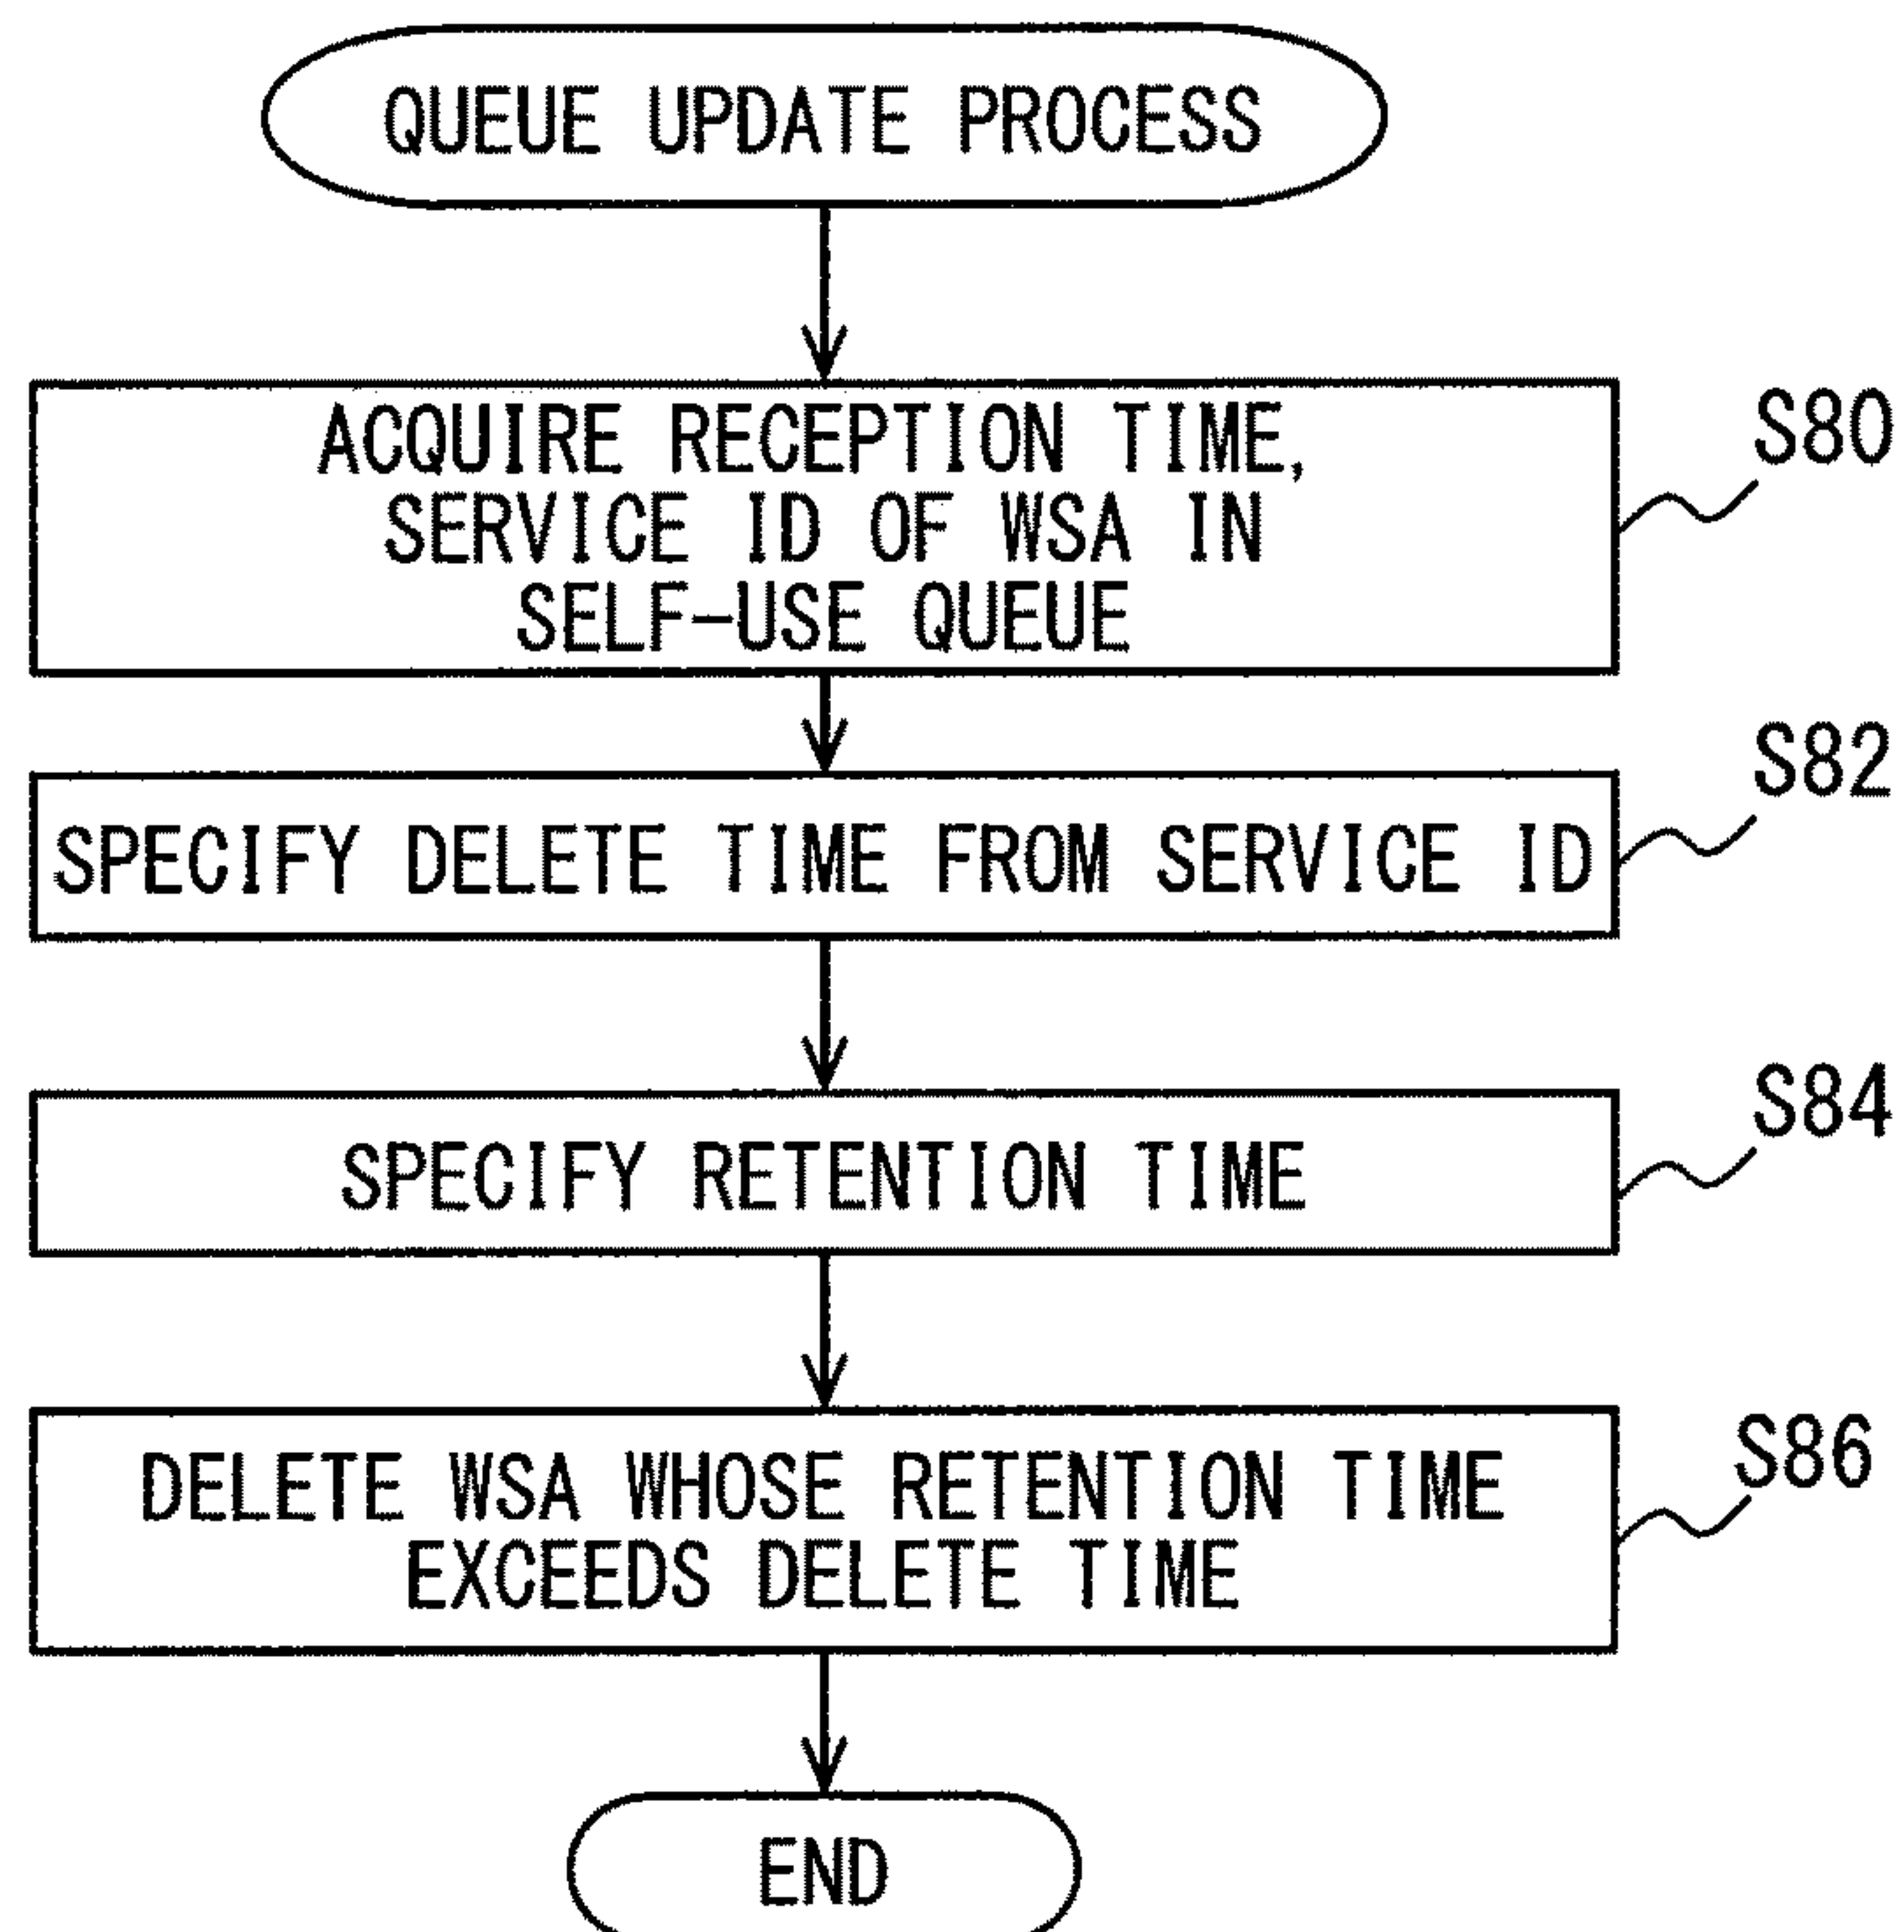 QUEUE UPDATE PROCESS
ACQUIRE RECEPTION TIME,
SERVICE ID OF WSA IN
SELF-USE QUEUE
S80
SPECIFY DELETE TIME FROM SERVICE ID
S82
SPECIFY RETENTION TIME
S84
DELETE WSA WHOSE RETENTION TIME
EXCEEDS DELETE TIME
S86
END